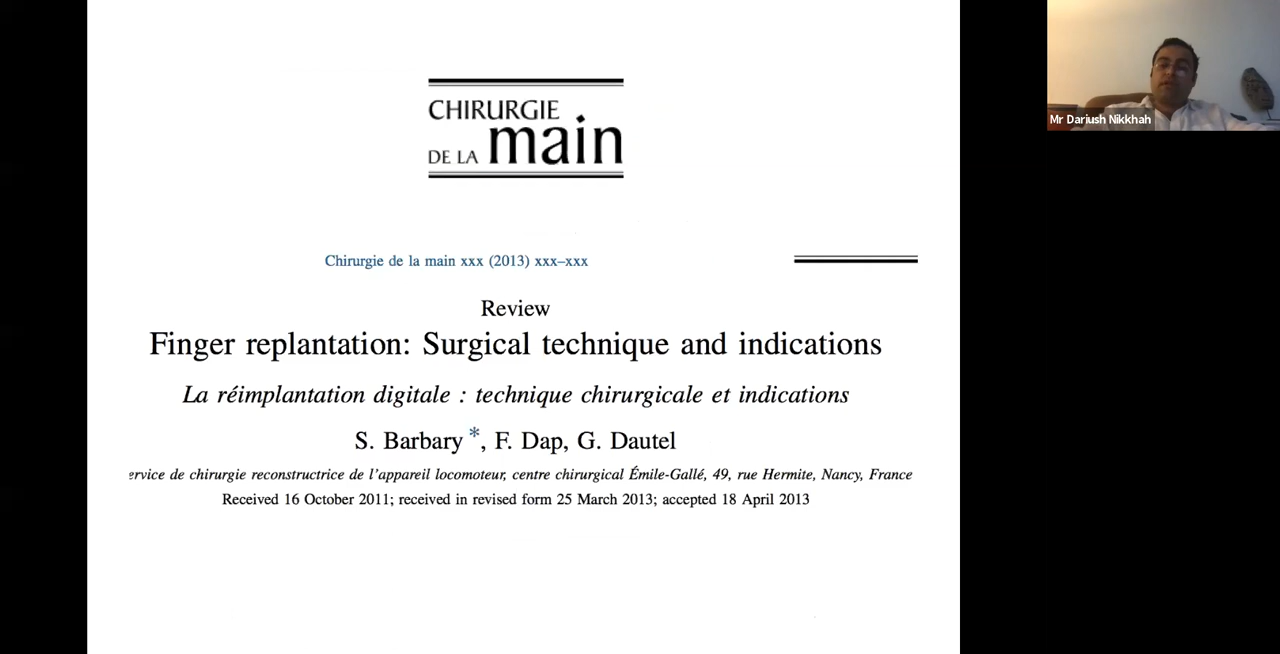 CHIRURGIE
DE LA main
Chirurgie de la main xxx (2013) xxx–xxx
Review
Finger replantation: Surgical technique and indications
La réimplantation digitale : technique chirurgicale et indications
S. Barbary *, F. Dap, G. Dautel
ervice de chirurgie reconstructrice de l’appareil locomoteur, centre chirurgical Émile-Gallé, 49, rue Hermite, Nancy, France
Received 16 October 2011; received in revised form 25 March 2013; accepted 18 April 2013
Mr Dariush Nikkhah